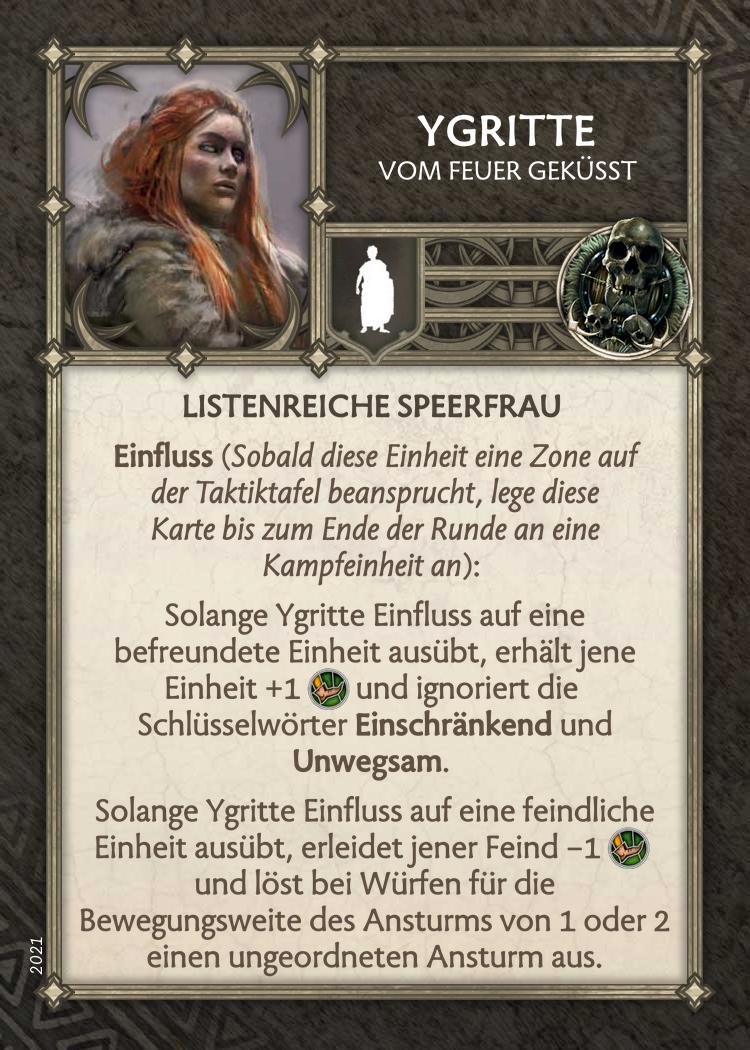 YGRITTE
VOM FEUER GEKÜSST
LISTENREICHE SPEERFRAU
Einfluss (Sobald diese Einheit eine Zone auf
der Taktiktafel beansprucht, lege diese
Karte bis zum Ende der Runde an eine
Kampfeinheit an):
Solange Ygritte Einfluss auf eine
befreundete Einheit ausübt, erhält jene
Einheit +1 und ignoriert die
Schlüsselwörter Einschränkend und
Unwegsam.
Solange Ygritte Einfluss auf eine feindliche
Einheit ausübt, erleidet jener Feind −1
und löst bei Würfen für die
Bewegungsweite des Ansturms von 1 oder 2
einen ungeordneten Ansturm aus.
2021